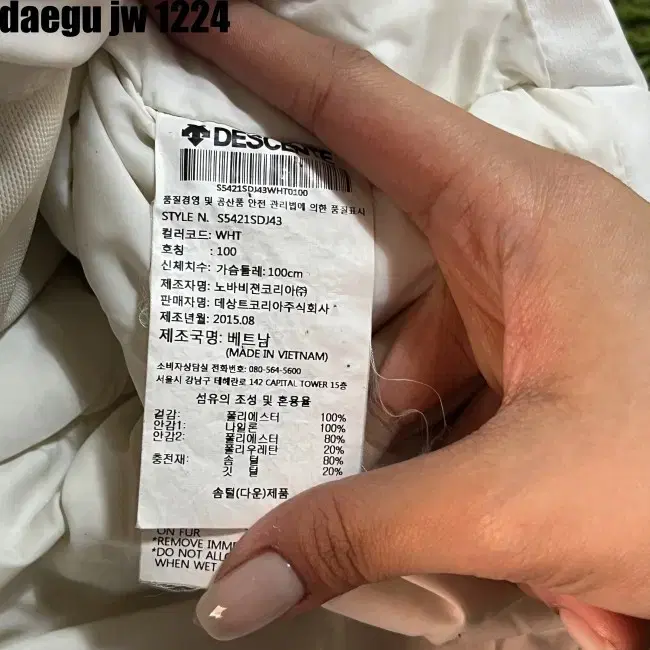 daegu jw 1224
DESCENTE
S5421SDJ43WHT0100
품질경영 및 공산품 안전 관리법에 의한 품질표시
STYLE N. S5421SDJ43
컬러코드: WHT
호칭 : 100
신체치수: 가슴둘레:100cm
제조자명: 노바비젼코리아㈜
판매자명: 데상트코리아주식회사
제조년월: 2015.08
제조국명: 베트남
(MADE IN VIETNAM)
소비자상담실 전화번호: 080-564-5600
서울시 강남구 테헤란로 142 CAPITAL TOWER 15층
섬유의 조성 및 혼용율
겉감: 폴리에스터 100%
안감1: 나일론 100%
안감2: 폴리에스터 80%
폴리우레탄 20%
충전재: 솜 털 80%
깃 털 20%
솜털(다운)제품
ON FUR
*REMOVE
*DO NOT
WHEN WET